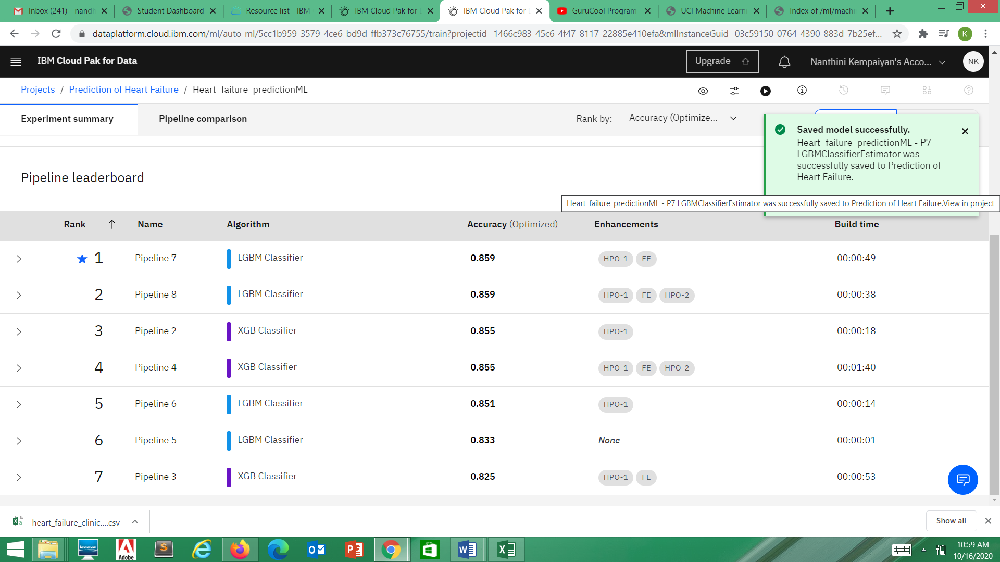 Inbox (241) - nandh
Student Dashboard
Resource list - IBM
IBM Cloud Pak for D
IBM Cloud Pak for D
GuruCool Program
UCI Machine Learni
Index of /ml/machi
dataplatform.cloud.ibm.com/ml/auto-ml/5cc1b959-3579-4ce6-bd9d-ffb373c76755/train?projectid=1466c983-45c6-4f47-8117-22885e410efa&mlInstanceGuid=03c59150-0764-4390-883d-7b25ef...
K
IBM Cloud Pak for Data
Upgrade
Nanthini Kempaiyan's Acco...
NK
Projects / Prediction of Heart Failure / Heart_failure_predictionML
Experiment summary
Pipeline comparison
Rank by: Accuracy (Optimize...
Saved model successfully.
Heart_failure_predictionML - P7
LGBMClassifierEstimator was
successfully saved to Prediction of
Heart Failure.
Pipeline leaderboard
Heart_failure_predictionML - P7 LGBMClassifierEstimator was successfully saved to Prediction of Heart Failure.View in project
Rank Name Algorithm Accuracy (Optimized) Enhancements Build time
1 Pipeline 7 LGBM Classifier 0.859 HPO-1 FE 00:00:49
2 Pipeline 8 LGBM Classifier 0.859 HPO-1 FE HPO-2 00:00:38
3 Pipeline 2 XGB Classifier 0.855 HPO-1 00:00:18
4 Pipeline 4 XGB Classifier 0.855 HPO-1 FE HPO-2 00:01:40
5 Pipeline 6 LGBM Classifier 0.851 HPO-1 00:00:14
6 Pipeline 5 LGBM Classifier 0.833 None 00:00:01
7 Pipeline 3 XGB Classifier 0.825 HPO-1 FE 00:00:53
heart_failure_clinic....csv
Show all
lenovo
Adobe
10:59 AM
10/16/2020